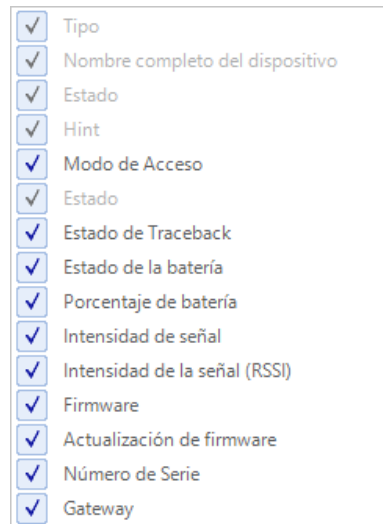 Tipo
Nombre completo del dispositivo
Estado
Hint
Modo de Acceso
Estado
Estado de Traceback
Estado de la batería
Porcentaje de batería
Intensidad de señal
Intensidad de la señal (RSSI)
Firmware
Actualización de firmware
Número de Serie
Gateway